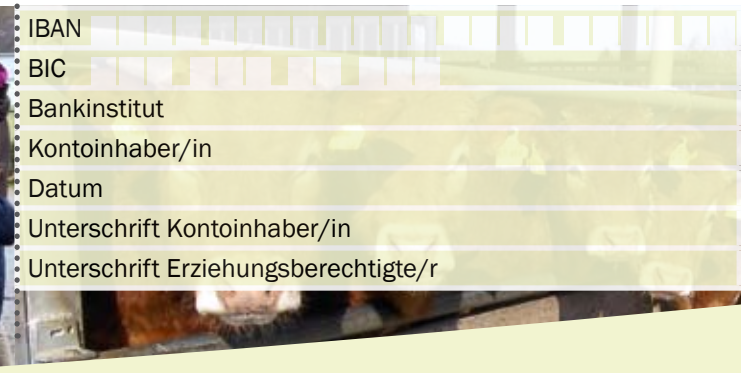 IBAN
BIC
Bankinstitut
Kontoinhaber/in
Datum
Unterschrift Kontoinhaber/in
Unterschrift Erziehungsberechtigte/r